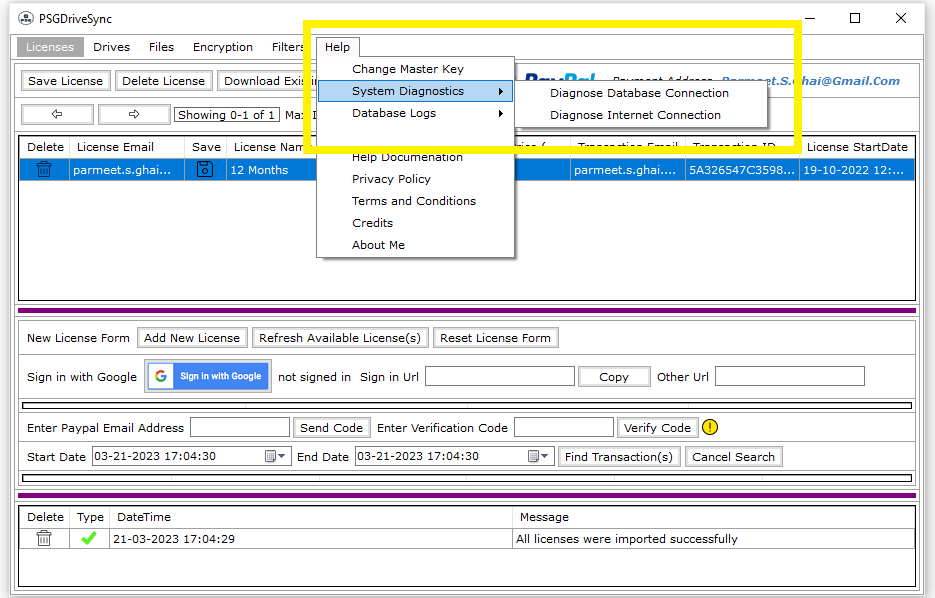 PSGDriveSync
Licenses Drives Files Encryption Filters Help
Save License Delete License Download PayPal Payment Address Parmeet.S.Ghai@Gmail.Com
Change Master Key
System Diagnostics
Database Logs
Diagnose Database Connection
Diagnose Internet Connection
Help Documenation
Privacy Policy
Terms and Conditions
Credits
About Me
Showing 0-1 of 1
Delete License Email Save License Transaction Email Transaction ID License StartDate
parmeet.s.ghai... 12 Months parmeet.s.ghai.... 5A326547C3598... 19-10-2022 12:...
New License Form Add New License Refresh Available License(s) Reset License Form
Sign in with Google G Sign in with Google not signed in Sign in Url Copy Other Url
Enter Paypal Email Address Send Code Enter Verification Code Verify Code !
Start Date 03-21-2023 17:04:30 End Date 03-21-2023 17:04:30 Find Transaction(s) Cancel Search
Delete Type DateTime Message
21-03-2023 17:04:29 All licenses were imported successfully